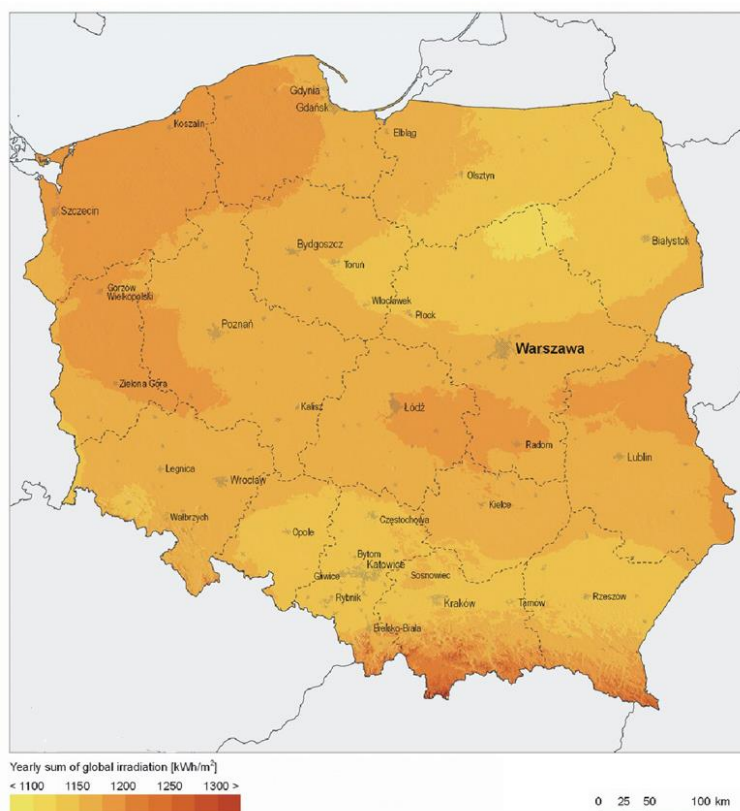 Gdynia
Gdańsk
Koszalin
Elbląg
Olsztyn
Szczecin
Białystok
Bydgoszcz
Toruń
Gorzów
Wielkopolski
Włocławek
Płock
Poznań
Warszawa
Zielona Góra
Kalisz
Łódź
Radom
Legnica
Lublin
Wrocław
Kielce
Wałbrzych
Częstochowa
Opole
Bytom
Katowice
Gliwice
Sosnowiec
Rybnik
Kraków
Tarnów
Rzeszów
Bielsko-Biała
Yearly sum of global irradiation [kWh/m²]
< 1100 1150 1200 1250 1300 >
0 25 50 100 km